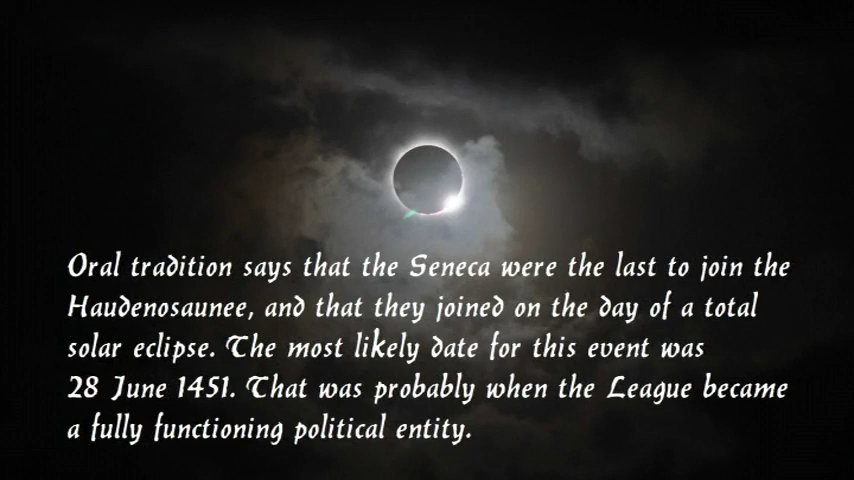 Oral tradition says that the Seneca were the last to join the
Haudenosaunee, and that they joined on the day of a total
solar eclipse. The most likely date for this event was
28 June 1451. That was probably when the League became
a fully functioning political entity.